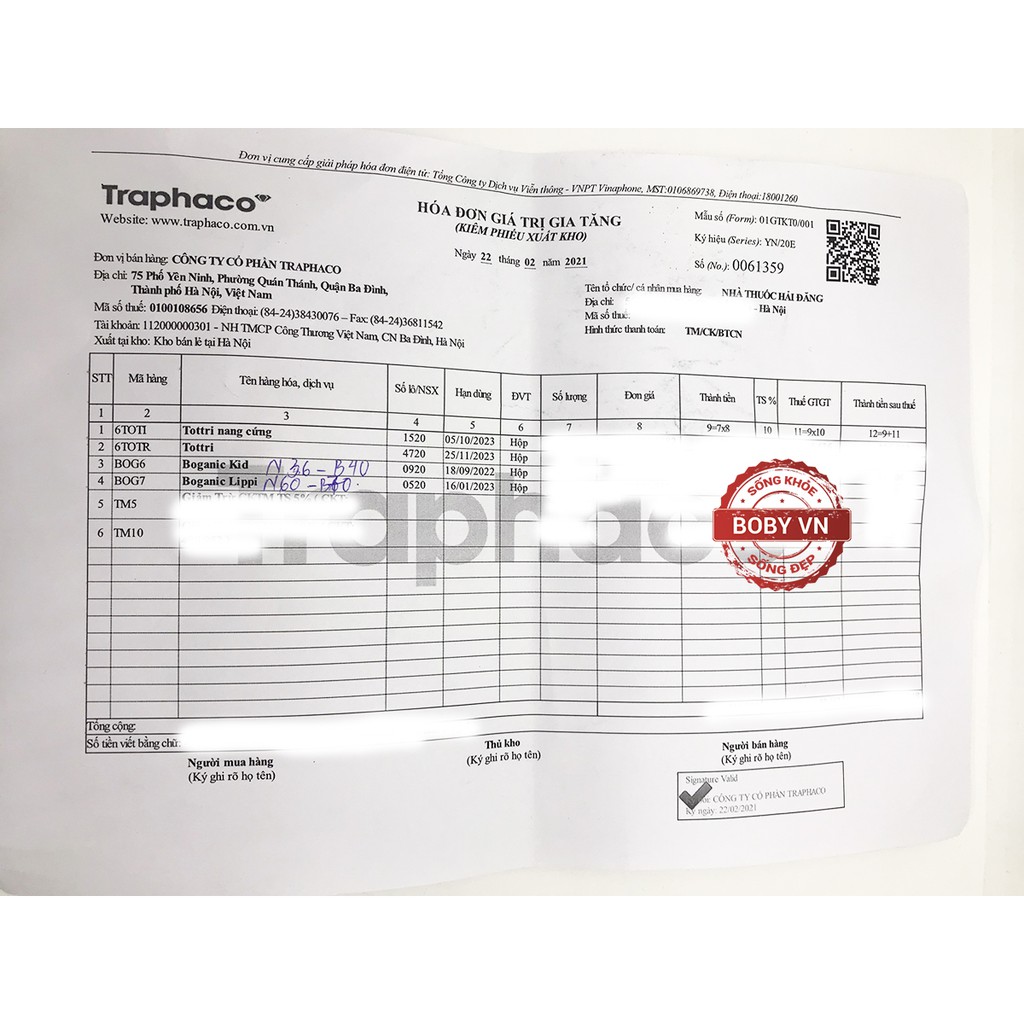 Đơn vị cung cấp giải pháp hóa đơn điện tử: Tổng Công ty Dịch vụ Viễn thông - VNPT Vinaphone, MST:0106869738, Điện thoại:18001260
Traphaco
Website: www.traphaco.com.vn
HÓA ĐƠN GIÁ TRỊ GIA TĂNG
(KIÊM PHIẾU XUẤT KHO)
Ngày 22 tháng 02 năm 2021
Mẫu số (Form): 01GTKT0/001
Ký hiệu (Series): YN/20E
Số (No.): 0061359
Đơn vị bán hàng: CÔNG TY CỔ PHẦN TRAPHACO
Địa chỉ: 75 Phố Yên Ninh, Phường Quán Thánh, Quận Ba Đình,
Thành phố Hà Nội, Việt Nam
Mã số thuế: 0100108656 Điện thoại: (84-24)38430076 – Fax: (84-24)36811542
Tài khoản: 112000000301 - NH TMCP Công Thương Việt Nam, CN Ba Đình, Hà Nội
Xuất tại kho: Kho bán lẻ tại Hà Nội
Tên tổ chức/ cá nhân mua hàng: NHÀ THUỐC HẢI ĐĂNG
Địa chỉ: - Hà Nội
Mã số thuế:
Hình thức thanh toán: TM/CK/BTCN
STT Mã hàng Tên hàng hóa, dịch vụ Số lô/NSX Hạn dùng ĐVT Số lượng Đơn giá Thành tiền TS % Thuế GTGT Thành tiền sau thuế
1 2 3 4 5 6 7 8 9=7x8 10 11=9x10 12=9+11
1 6TOTI Tottri nang cứng 1520 05/10/2023 Hộp
2 6TOTR Tottri 4720 25/11/2023 Hộp
3 BOG6 Boganic Kid N.36 - B40 0920 18/09/2022 Hộp
4 BOG7 Boganic Lippi N60 - 0520 16/01/2023 Hộp
5 TM5 Giảm Trừ CKTM TS 5%
6 TM10
Traphaco
SỐNG KHỎE
BOBY VN
SỐNG ĐẸP
Tổng cộng:
Số tiền viết bằng chữ:
Người mua hàng
(Ký ghi rõ họ tên)
Thủ kho
(Ký ghi rõ họ tên)
Người bán hàng
(Ký ghi rõ họ tên)
Signature Valid
CÔNG TY CỔ PHẦN TRAPHACO
Ký ngày: 22/02/2021